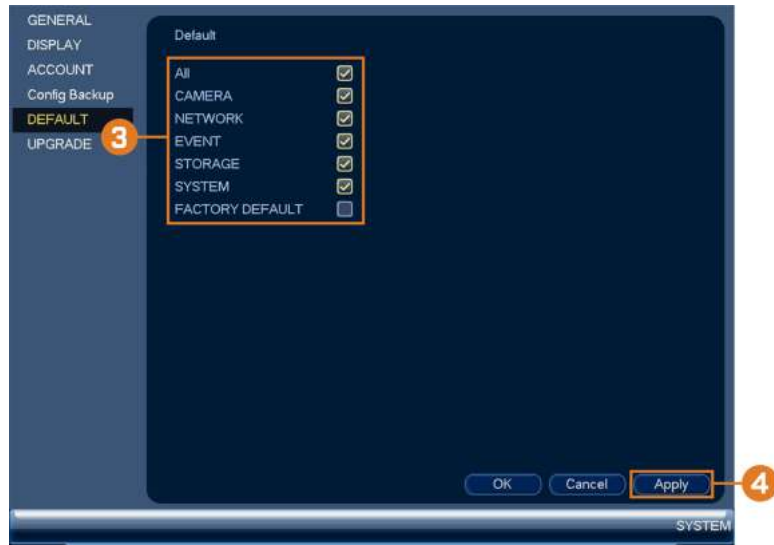 GENERAL
DISPLAY
ACCOUNT
Config Backup
DEFAULT
UPGRADE
3
Default
All
CAMERA
NETWORK
EVENT
STORAGE
SYSTEM
FACTORY DEFAULT
OK Cancel Apply
4
SYSTEM